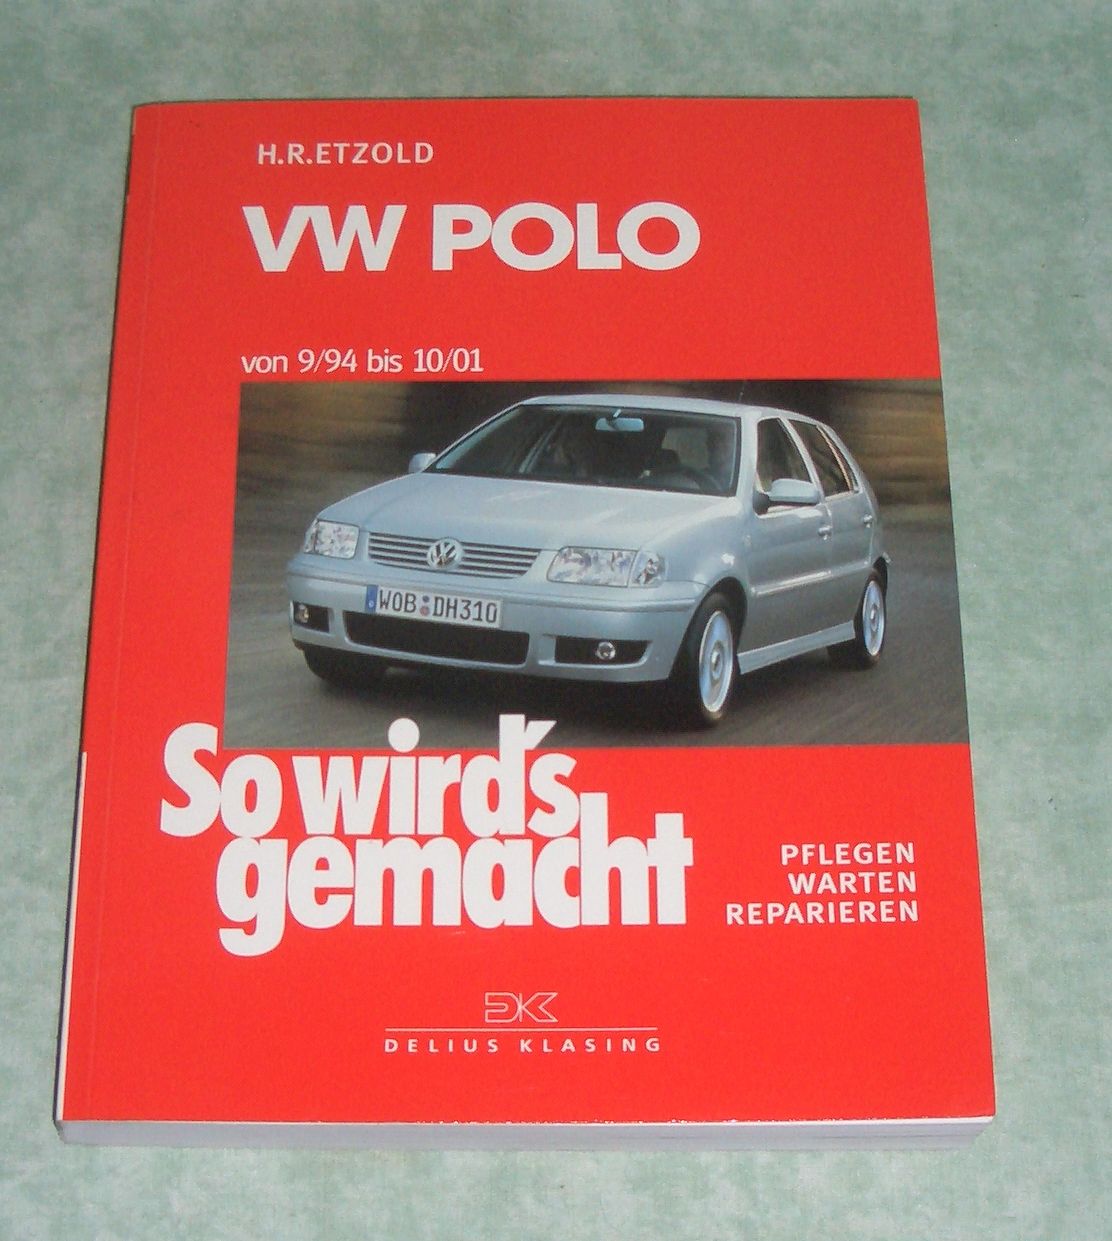 H.R.ETZOLD
VW POLO
von 9/94 bis 10/01
WOB DH310
So wird's
gemacht
PFLEGEN
WARTEN
REPARIEREN
DK
DELIUS KLASING